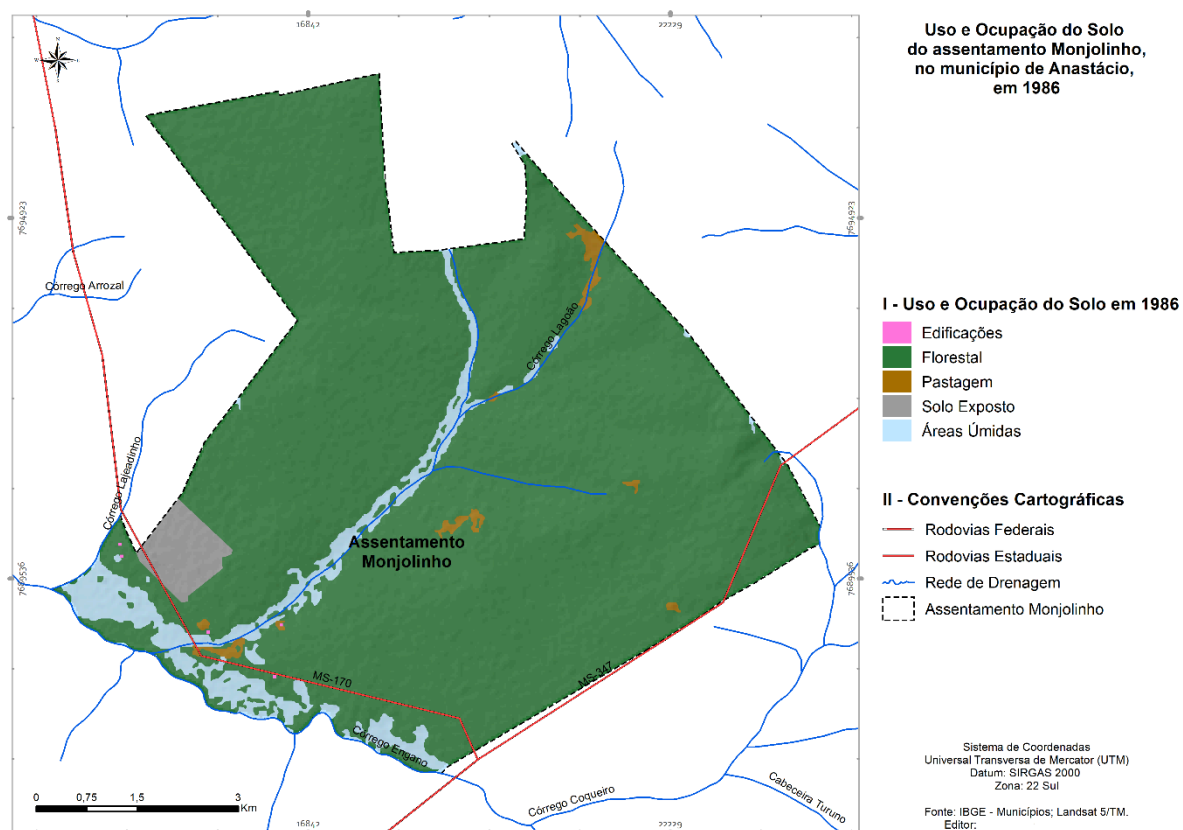 Uso e Ocupação do Solo
do assentamento Monjolinho,
no município de Anastácio,
em 1986
16842
22229
N
7694923
7694923
Córrego Arrozal
Córrego Lagoão
Córrego Lajeadinho
Assentamento
Monjolinho
7689536
7689536
MS-170
MS-347
Córrego Engano
Córrego Coqueiro
Cabeceira Turuno
0 0,75 1,5 3
Km
16842
22229
I - Uso e Ocupação do Solo em 1986
Edificações
Florestal
Pastagem
Solo Exposto
Áreas Úmidas
II - Convenções Cartográficas
Rodovias Federais
Rodovias Estaduais
Rede de Drenagem
Assentamento Monjolinho
Sistema de Coordenadas
Universal Transversa de Mercator (UTM)
Datum: SIRGAS 2000
Zona: 22 Sul
Fonte: IBGE - Municípios; Landsat 5/TM.
Editor: